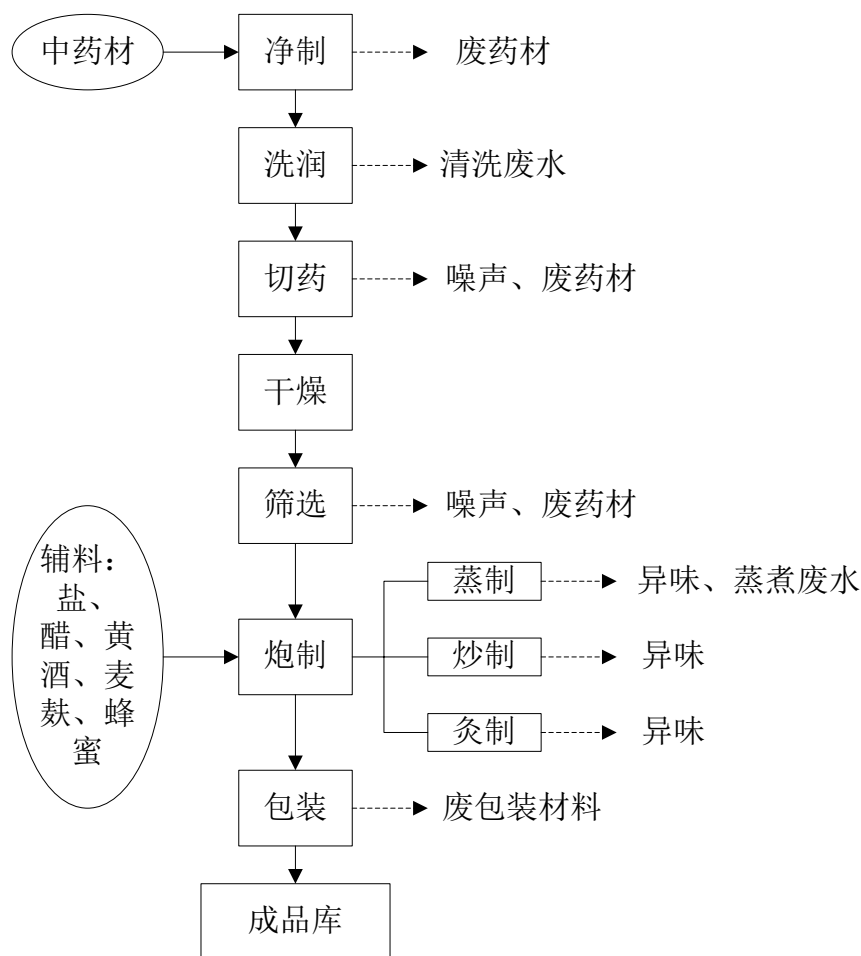 中药材
净制
废药材
洗润
清洗废水
切药
噪声、废药材
干燥
筛选
噪声、废药材
辅料：
盐、
醋、黄
酒、麦
麸、蜂
蜜
炮制
蒸制
异味、蒸煮废水
炒制
异味
灸制
异味
包装
废包装材料
成品库